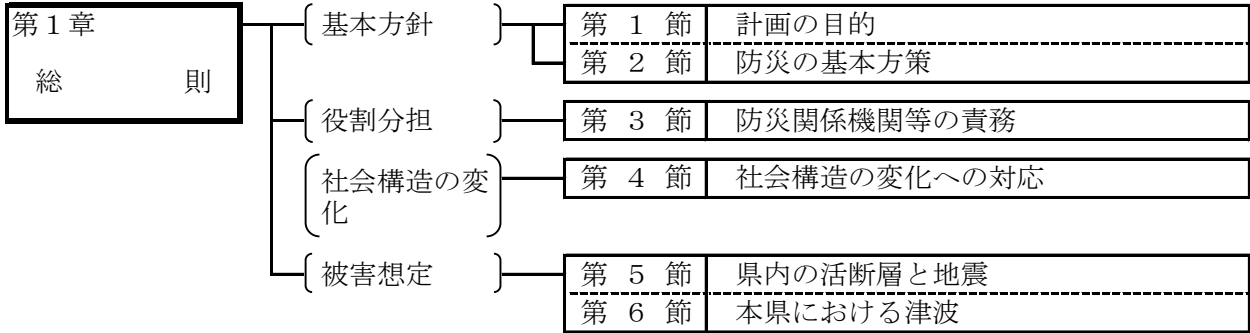 第１章
総　　　則
基本方針
第　１　節　計画の目的
第　２　節　防災の基本方策
役割分担
第　３　節　防災関係機関等の責務
社会構造の変
化
第　４　節　社会構造の変化への対応
被害想定
第　５　節　県内の活断層と地震
第　６　節　本県における津波